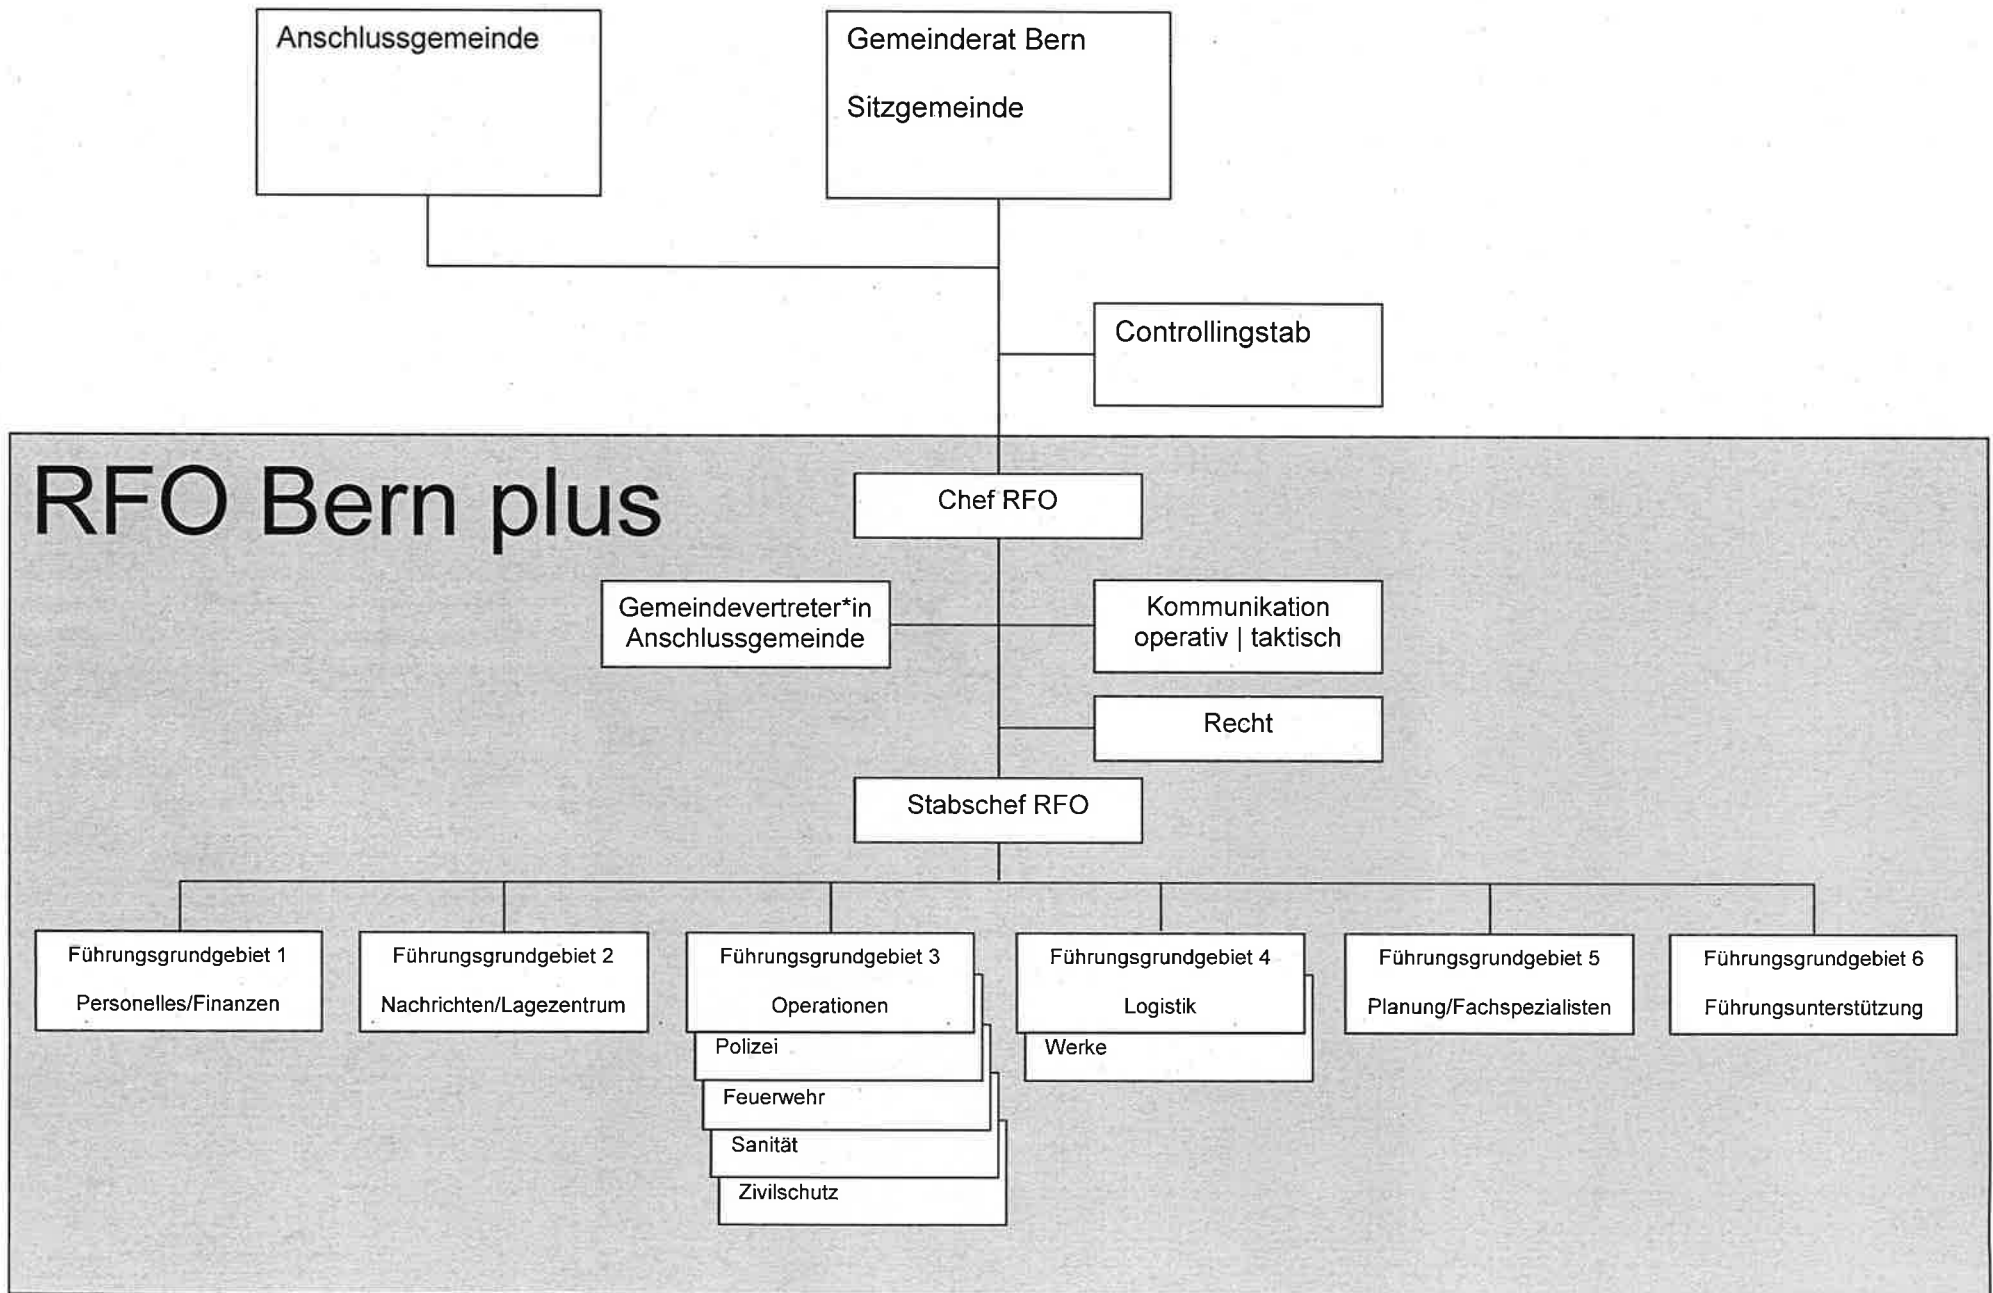 Anschlussgemeinde
Gemeinderat Bern
Sitzgemeinde
Controllingstab
RFO Bern plus
Chef RFO
Gemeindevertreter*in
Anschlussgemeinde
Kommunikation
operativ | taktisch
Recht
Stabschef RFO
Führungsgrundgebiet 1
Personelles/Finanzen
Führungsgrundgebiet 2
Nachrichten/Lagezentrum
Führungsgrundgebiet 3
Operationen
Polizei
Feuerwehr
Sanität
Zivilschutz
Führungsgrundgebiet 4
Logistik
Werke
Führungsgrundgebiet 5
Planung/Fachspezialisten
Führungsgrundgebiet 6
Führungsunterstützung